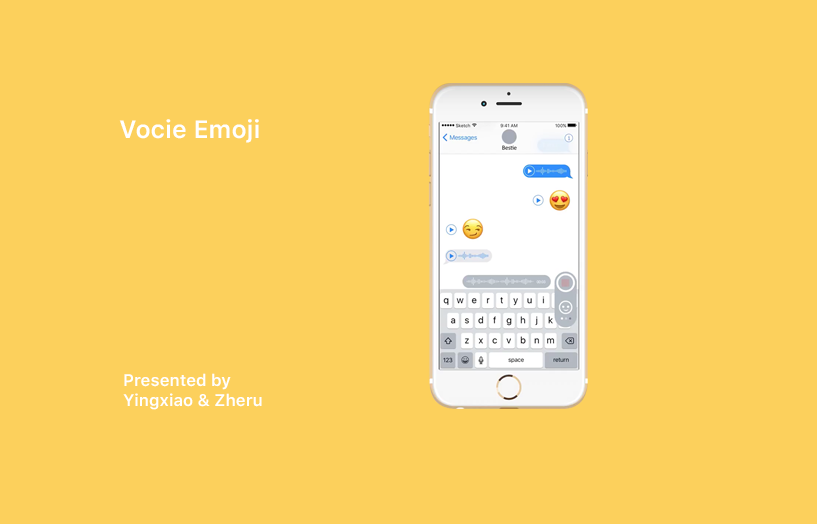 Vocie Emoji
Presented by
Yingxiao & Zheru
Sketch 9:41 AM 100%
Messages
Bestie
q w e r t y u i
a s d f g h j k
z x c v b n m
123 space return